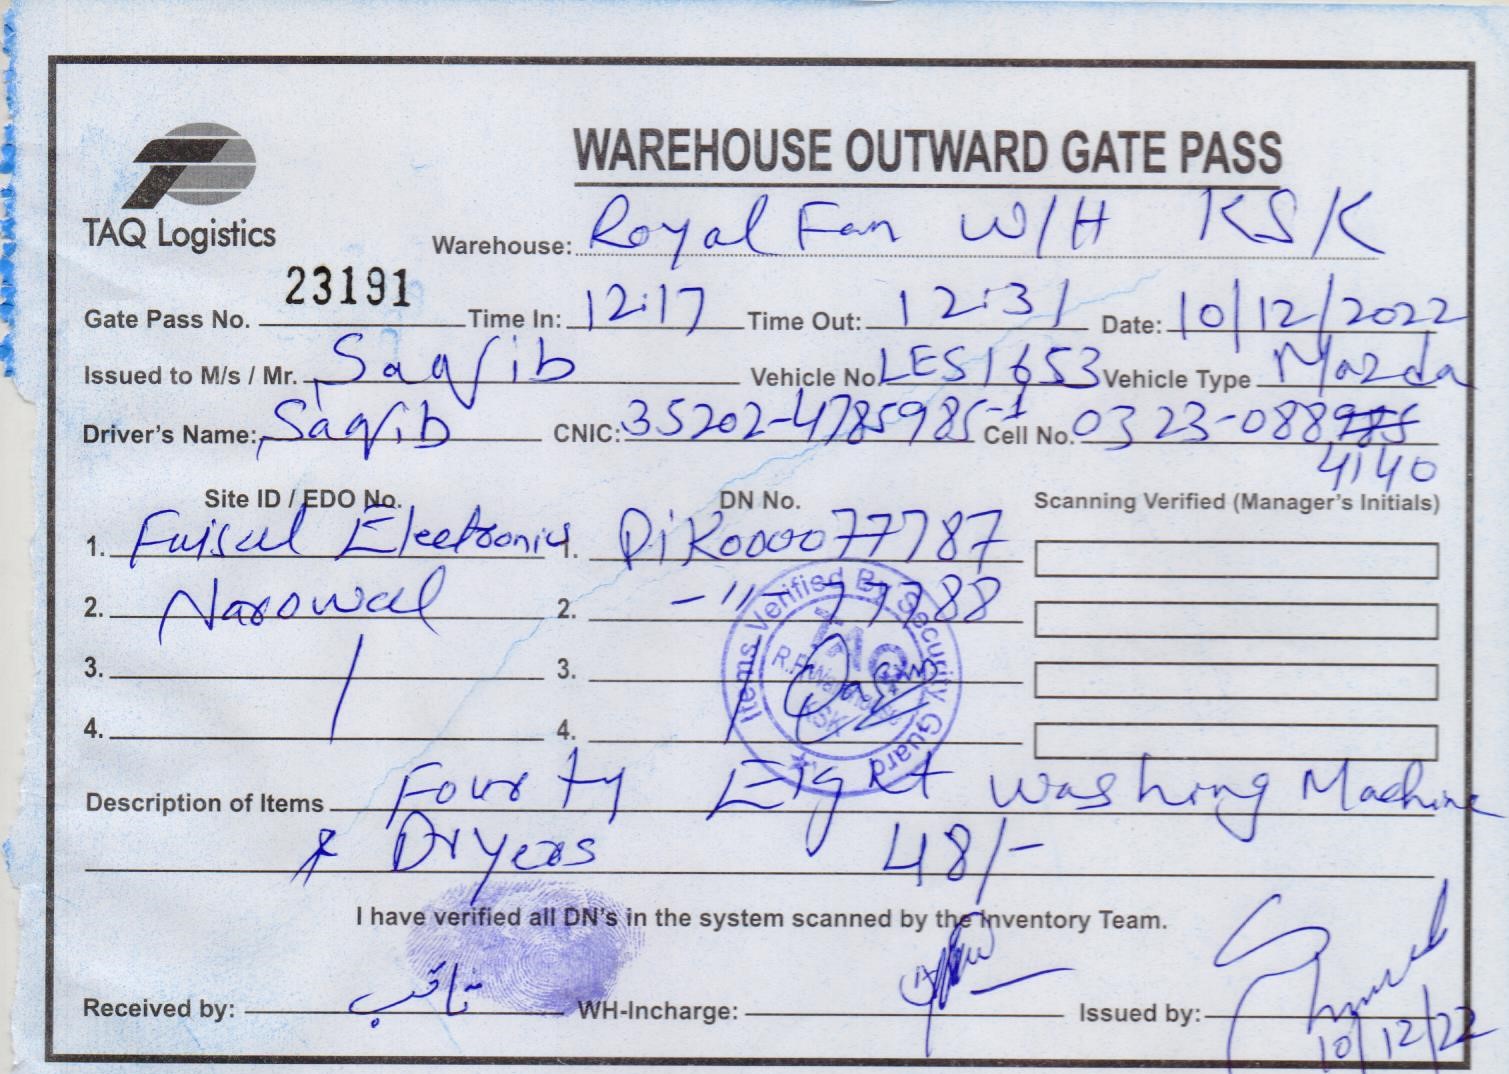 WAREHOUSE OUTWARD GATE PASS
TAQ Logistics
Warehouse: Royal Fan W/H KSK
Gate Pass No. 23191 Time In: 12:17 Time Out: 12:31 Date: 10/12/2022
Issued to M/s / Mr. Saqib Vehicle No. LES1653 Vehicle Type Mazda
Driver's Name: Saqib CNIC: 35202-4785985-1 Cell No. 0323-088985
4140
Site ID / EDO No. DN No. Scanning Verified (Manager's Initials)
1. Faisal Electronics 1. DiK000077787
2. Narowal 2. -"- 77788
3. 3.
4. 4.
Items Verified By Security Guard
TAQ
R.F Warehouse
KSK
Description of Items Fourty Eight Washing Machine
& Dryers 48/-
I have verified all DN's in the system scanned by the Inventory Team.
Received by: WH-Incharge: Issued by:
10/12/22